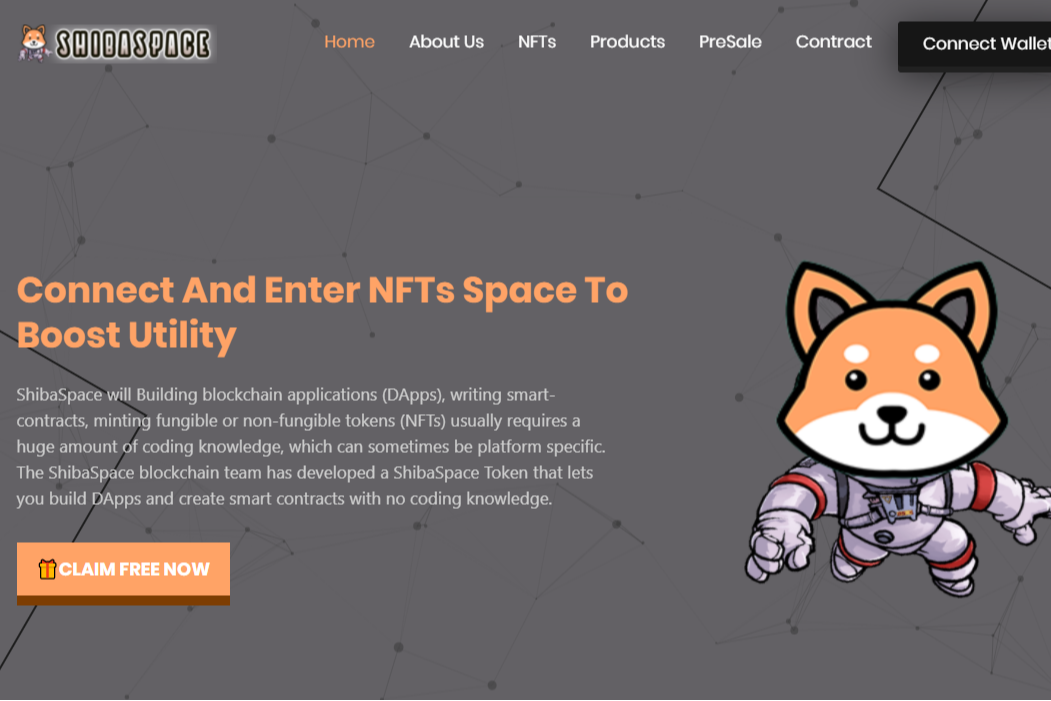 SHIBASPACE
Home About Us NFTs Products PreSale Contract Connect Wallet
Connect And Enter NFTs Space To
Boost Utility
ShibaSpace will Building blockchain applications (DApps), writing smart-
contracts, minting fungible or non-fungible tokens (NFTs) usually requires a
huge amount of coding knowledge, which can sometimes be platform specific.
The ShibaSpace blockchain team has developed a ShibaSpace Token that lets
you build DApps and create smart contracts with no coding knowledge.
CLAIM FREE NOW